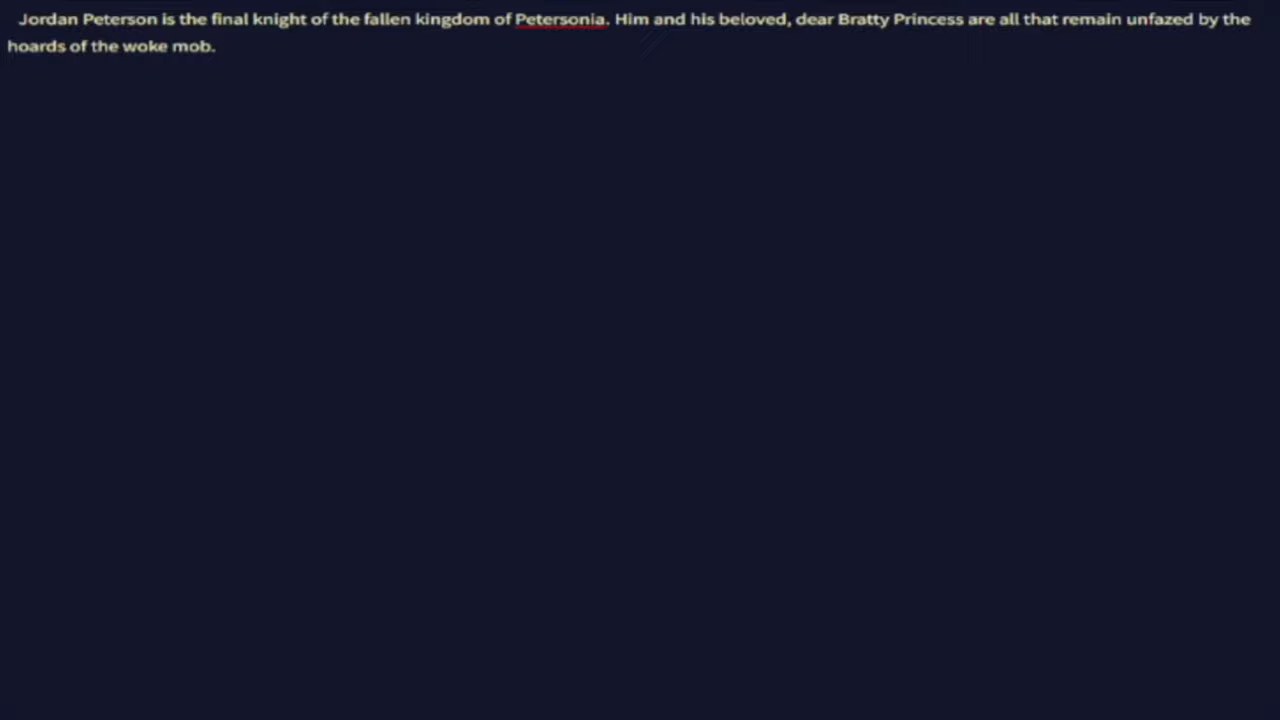 Jordan Peterson is the final knight of the fallen kingdom of Petersonia. Him and his beloved, dear Bratty Princess are all that remain unfazed by the
hoards of the woke mob.